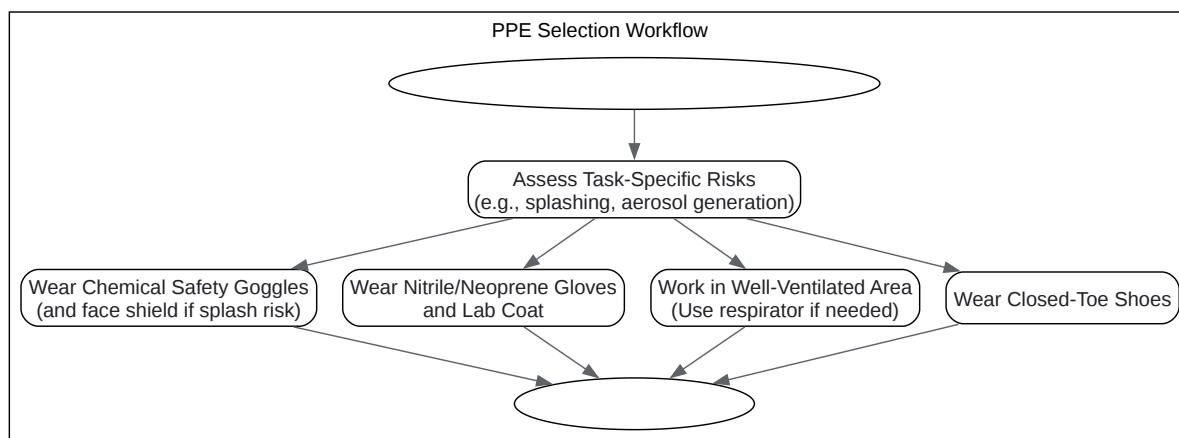 PPE Selection Workflow
Assess Task-Specific Risks
(e.g., splashing, aerosol generation)
Wear Chemical Safety Goggles
(and face shield if splash risk)
Wear Nitrile/Neoprene Gloves
and Lab Coat
Work in Well-Ventilated Area
(Use respirator if needed)
Wear Closed-Toe Shoes